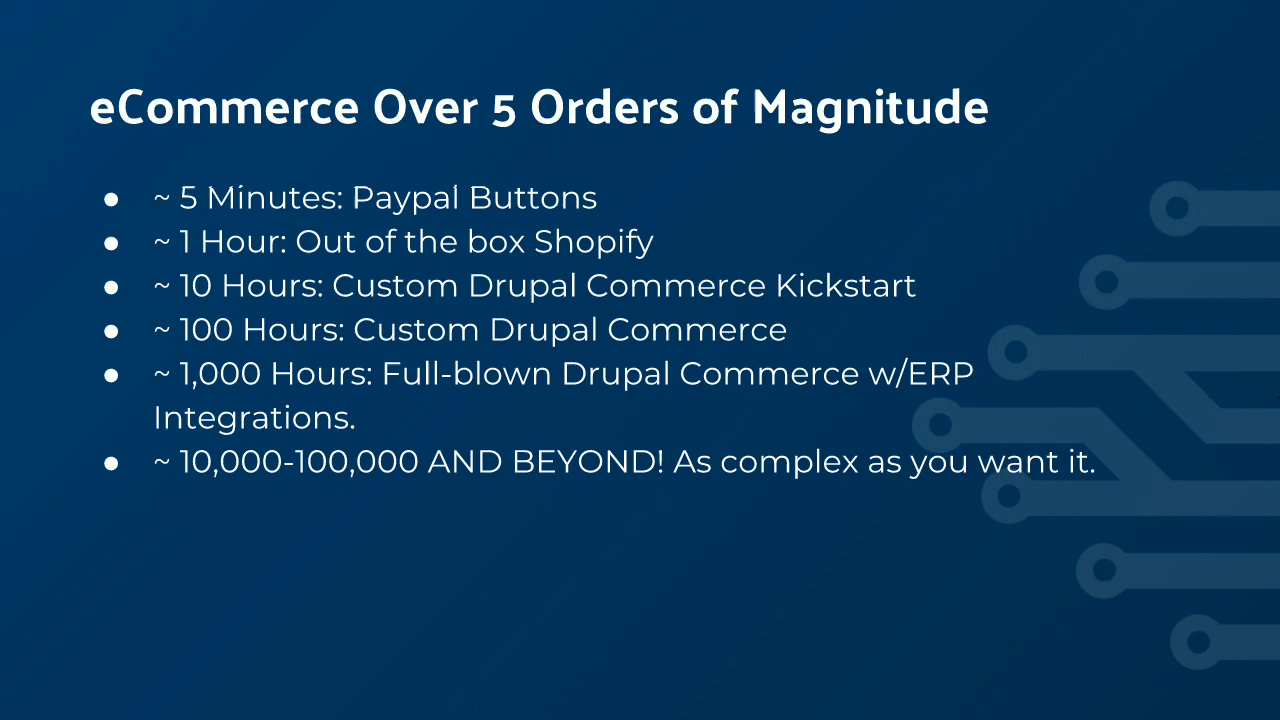 eCommerce Over 5 Orders of Magnitude
● ~ 5 Minutes: Paypal Buttons
● ~ 1 Hour: Out of the box Shopify
● ~ 10 Hours: Custom Drupal Commerce Kickstart
● ~ 100 Hours: Custom Drupal Commerce
● ~ 1,000 Hours: Full-blown Drupal Commerce w/ERP
Integrations.
● ~ 10,000-100,000 AND BEYOND! As complex as you want it.